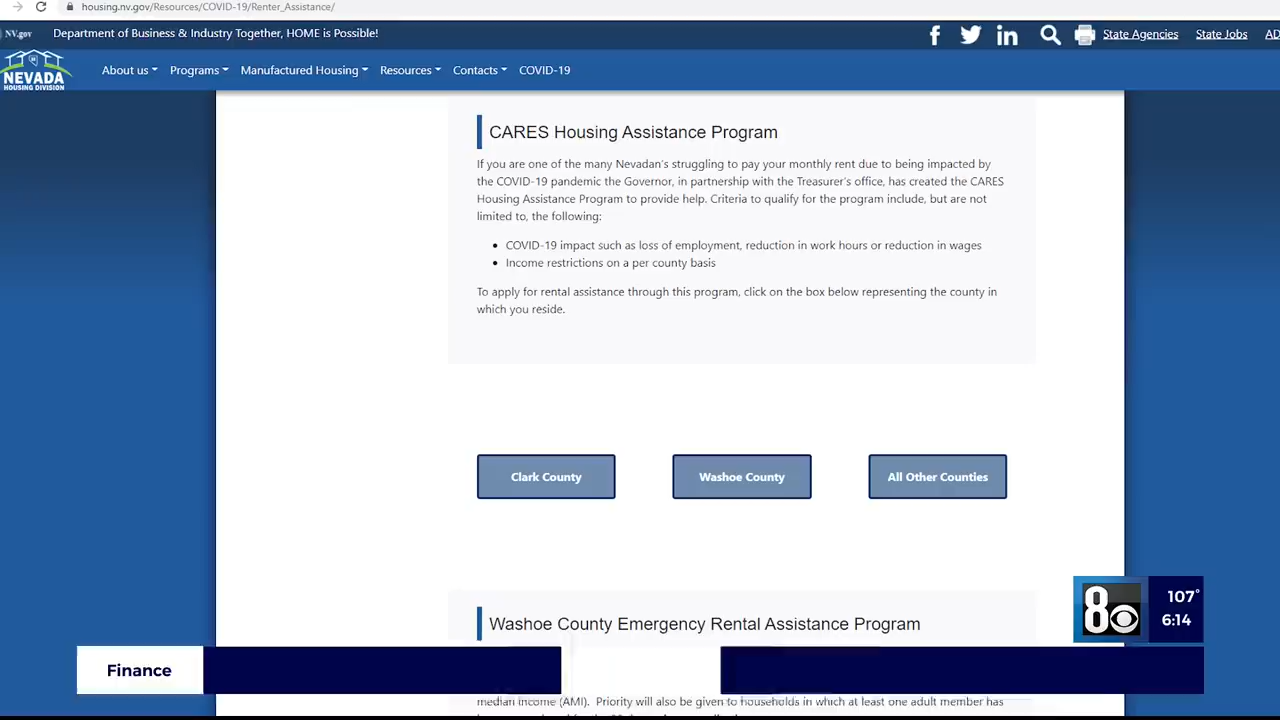 housing.nv.gov/Resources/COVID-19/Renter_Assistance/
NV.gov Department of Business & Industry Together, HOME is Possible! State Agencies State Jobs AD
NEVADA
HOUSING DIVISION
About us Programs Manufactured Housing Resources Contacts COVID-19
CARES Housing Assistance Program
If you are one of the many Nevadan's struggling to pay your monthly rent due to being impacted by
the COVID-19 pandemic the Governor, in partnership with the Treasurer's office, has created the CARES
Housing Assistance Program to provide help. Criteria to qualify for the program include, but are not
limited to, the following:
• COVID-19 impact such as loss of employment, reduction in work hours or reduction in wages
• Income restrictions on a per county basis
To apply for rental assistance through this program, click on the box below representing the county in
which you reside.
Clark County Washoe County All Other Counties
Washoe County Emergency Rental Assistance Program
8 107°
6:14
Finance
median income (AMI). Priority will also be given to households in which at least one adult member has